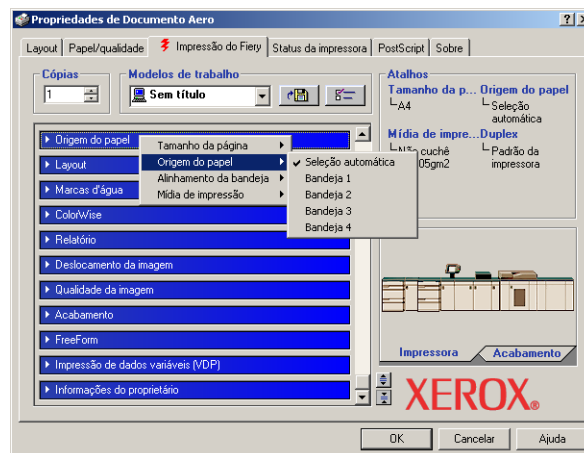 Propriedades de Documento Aero
Layout Papel/qualidade Impressão do Fiery Status da impressora PostScript Sobre
Cópias
1
Modelos de trabalho
Sem título
Atalhos
Tamanho da p... Origem do papel
A4 Seleção automática
Mídia de impre... Duplex
Não cuchê Padrão da impressora
05gm2
Origem do papel
Layout
Marcas d'água
ColorWise
Relatório
Deslocamento da imagem
Qualidade da imagem
Acabamento
FreeForm
Impressão de dados variáveis (VDP)
Informações do proprietário
Tamanho da página
Origem do papel
Alinhamento da bandeja
Mídia de impressão
Seleção automática
Bandeja 1
Bandeja 2
Bandeja 3
Bandeja 4
Impressora Acabamento
XEROX®
OK Cancelar Ajuda